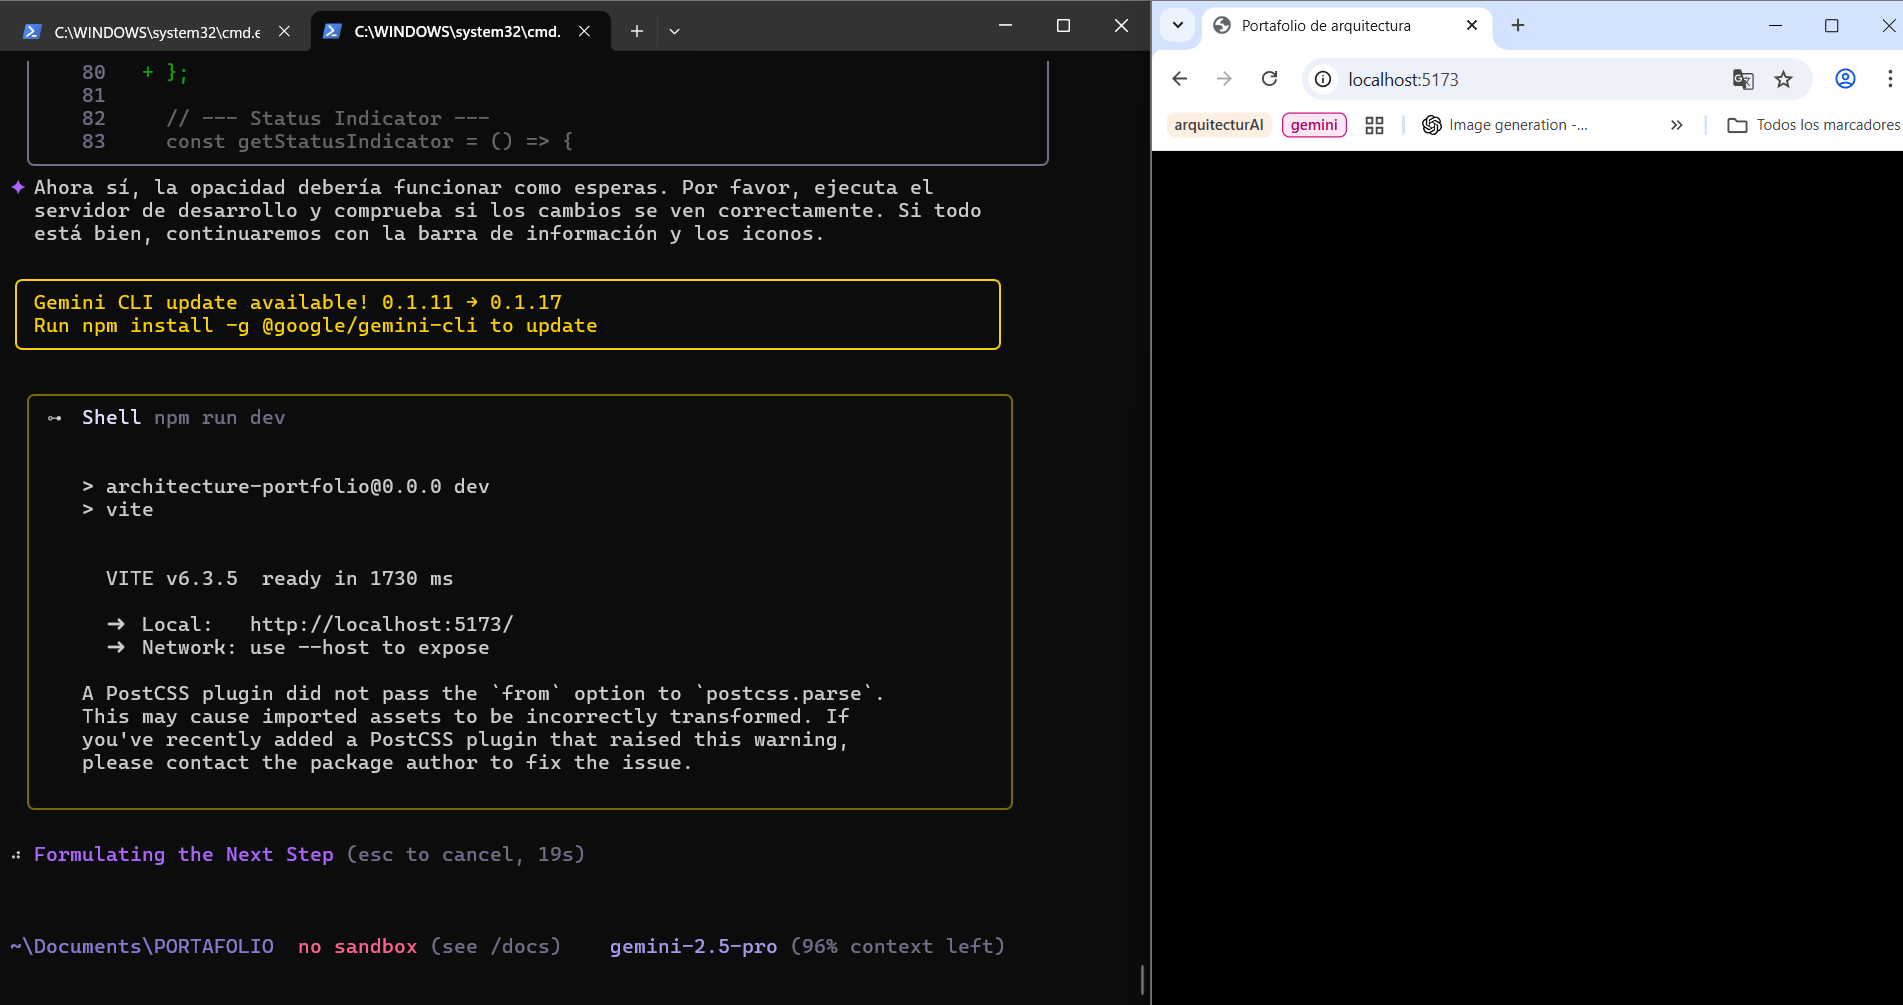 C:\WINDOWS\system32\cmd.e
C:\WINDOWS\system32\cmd.
80 + };
81
82 // --- Status Indicator ---
83 const getStatusIndicator = () => {
Ahora sí, la opacidad debería funcionar como esperas. Por favor, ejecuta el
servidor de desarrollo y comprueba si los cambios se ven correctamente. Si todo
está bien, continuaremos con la barra de información y los iconos.
Gemini CLI update available! 0.1.11 → 0.1.17
Run npm install -g @google/gemini-cli to update
Shell npm run dev
> architecture-portfolio@0.0.0 dev
> vite
VITE v6.3.5 ready in 1730 ms
➜ Local: http://localhost:5173/
➜ Network: use --host to expose
A PostCSS plugin did not pass the `from` option to `postcss.parse`.
This may cause imported assets to be incorrectly transformed. If
you've recently added a PostCSS plugin that raised this warning,
please contact the package author to fix the issue.
Formulating the Next Step (esc to cancel, 19s)
~\Documents\PORTAFOLIO no sandbox (see /docs) gemini-2.5-pro (96% context left)
Portafolio de arquitectura
localhost:5173
arquitecturAI gemini Image generation -... » Todos los marcadores